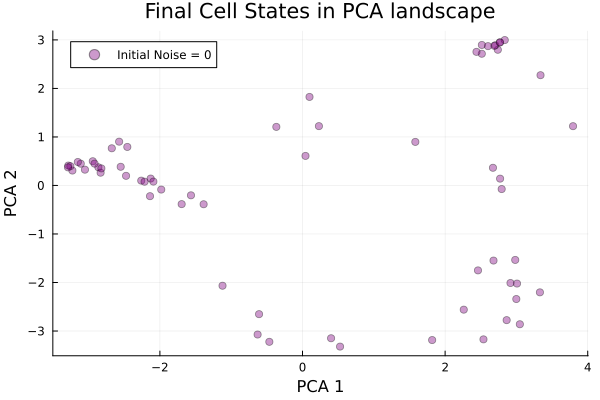 Final Cell States in PCA landscape
Initial Noise = 0
3
2
1
0
−1
−2
−3
PCA 2
−2
0
2
4
PCA 1